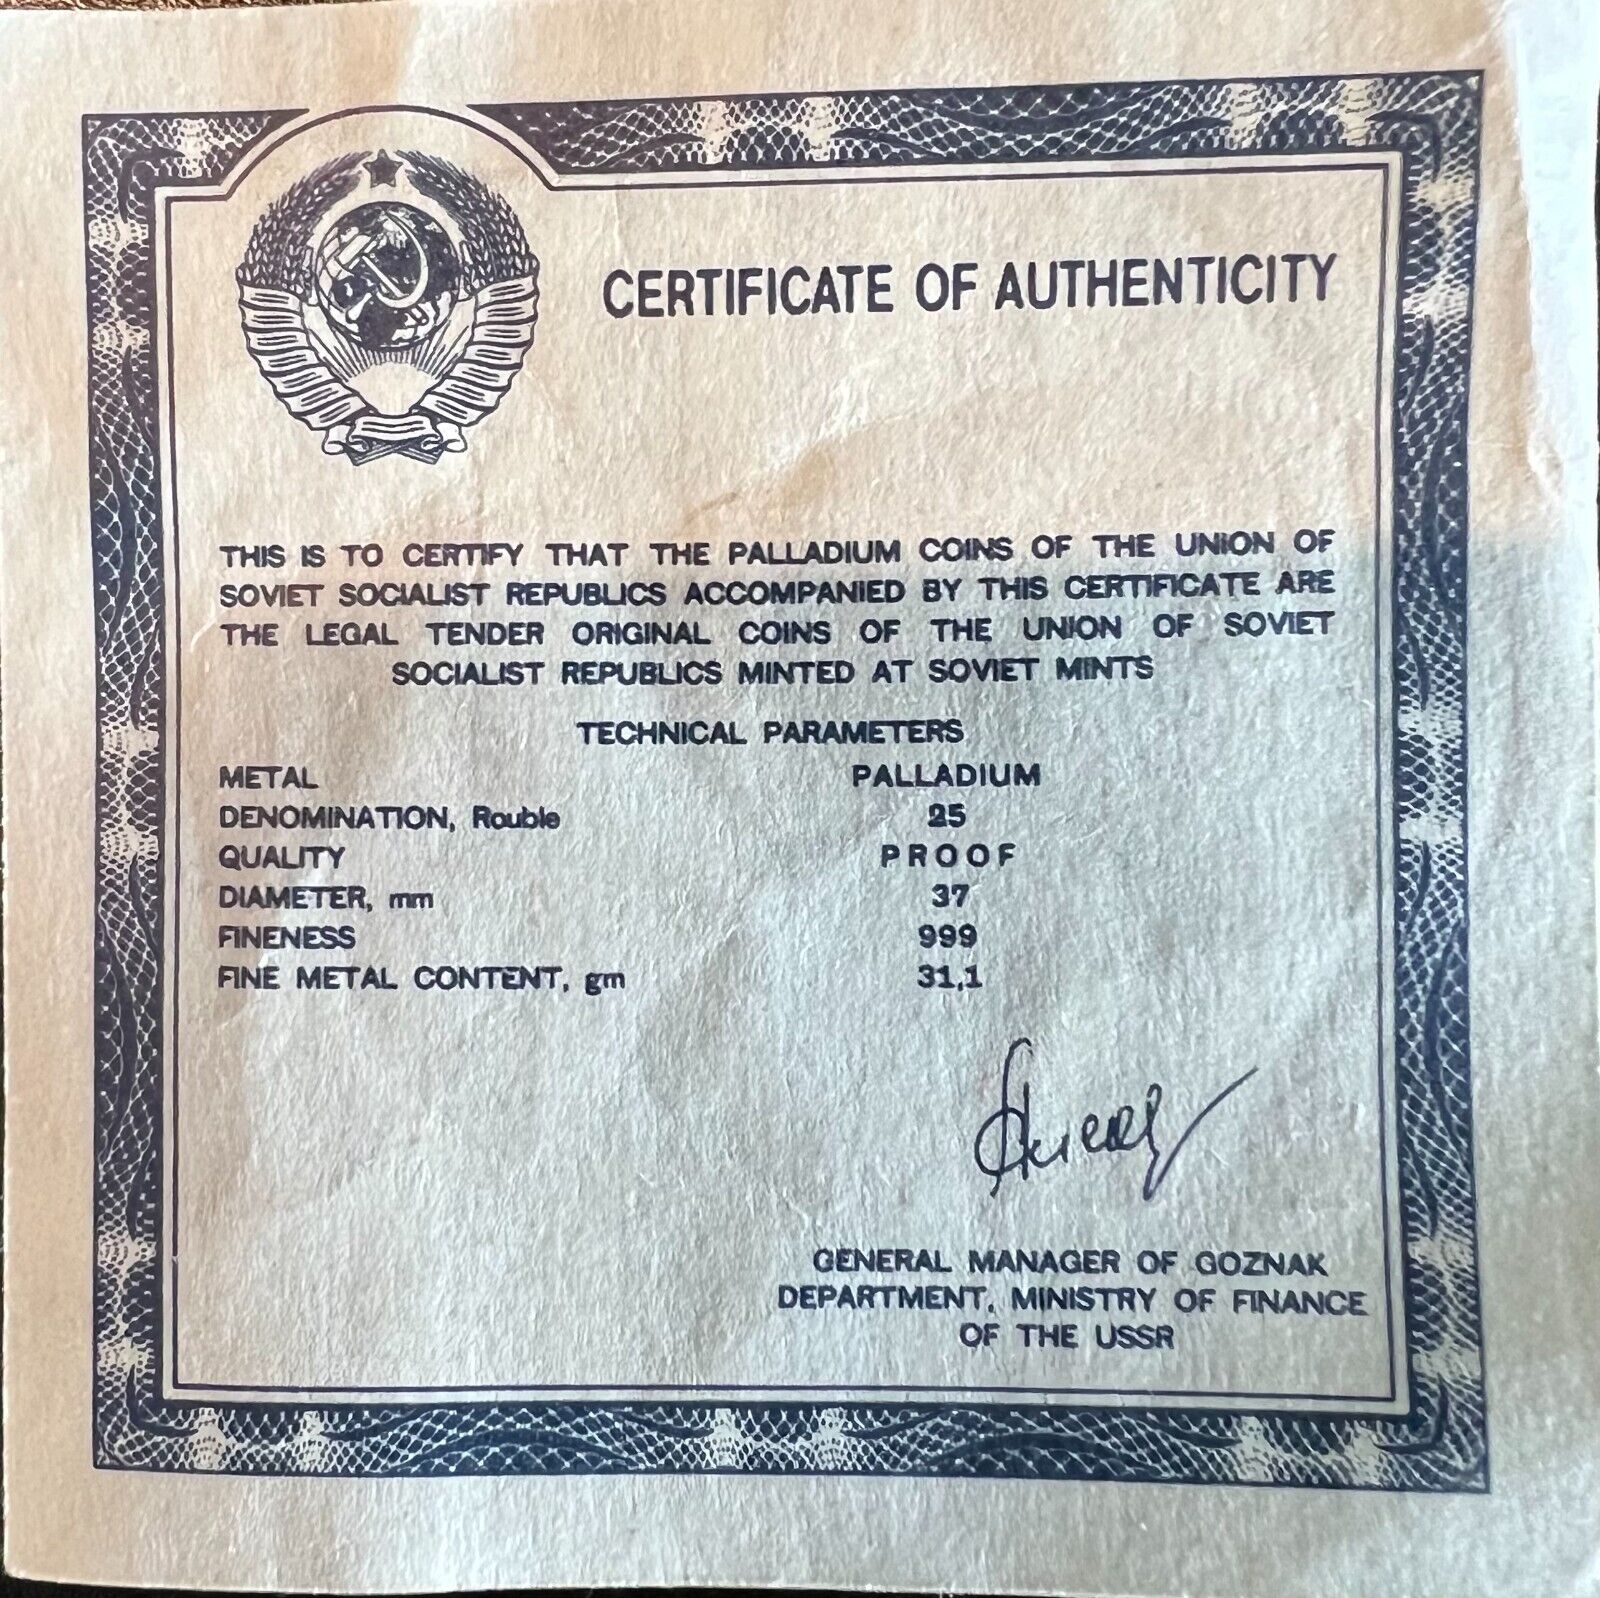 CERTIFICATE OF AUTHENTICITY
THIS IS TO CERTIFY THAT THE PALLADIUM COINS OF THE UNION OF
SOVIET SOCIALIST REPUBLICS ACCOMPANIED BY THIS CERTIFICATE ARE
THE LEGAL TENDER ORIGINAL COINS OF THE UNION OF SOVIET
SOCIALIST REPUBLICS MINTED AT SOVIET MINTS
TECHNICAL PARAMETERS
METAL PALLADIUM
DENOMINATION, Rouble 25
QUALITY PROOF
DIAMETER, mm 37
FINENESS 999
FINE METAL CONTENT, gm 31,1
GENERAL MANAGER OF GOZNAK
DEPARTMENT, MINISTRY OF FINANCE
OF THE USSR